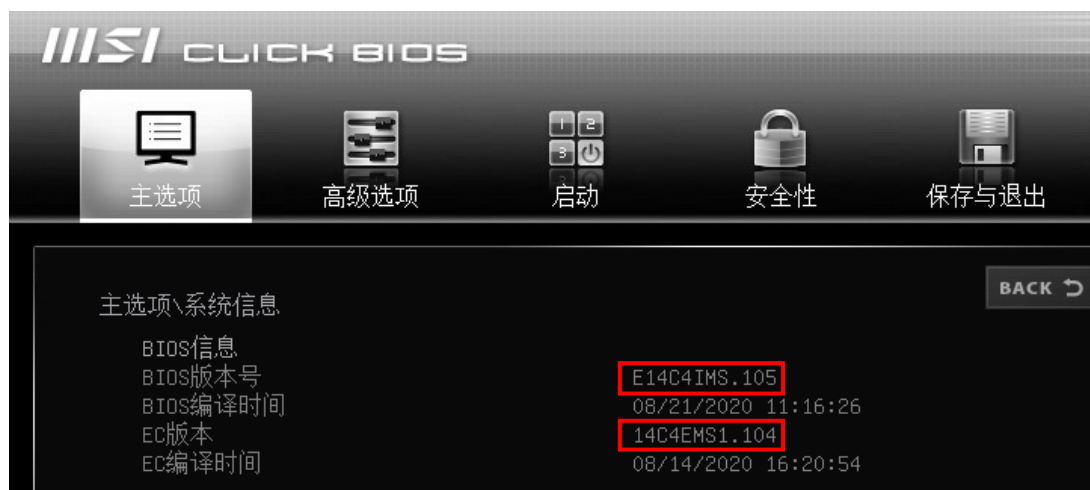 MSI CLICK BIOS
1 2
3
主选项 高级选项 启动 安全性 保存与退出
BACK
主选项\系统信息
BIOS信息
BIOS版本号 E14C4IMS.105
BIOS编译时间 08/21/2020 11:16:26
EC版本 14C4EMS1.104
EC编译时间 08/14/2020 16:20:54